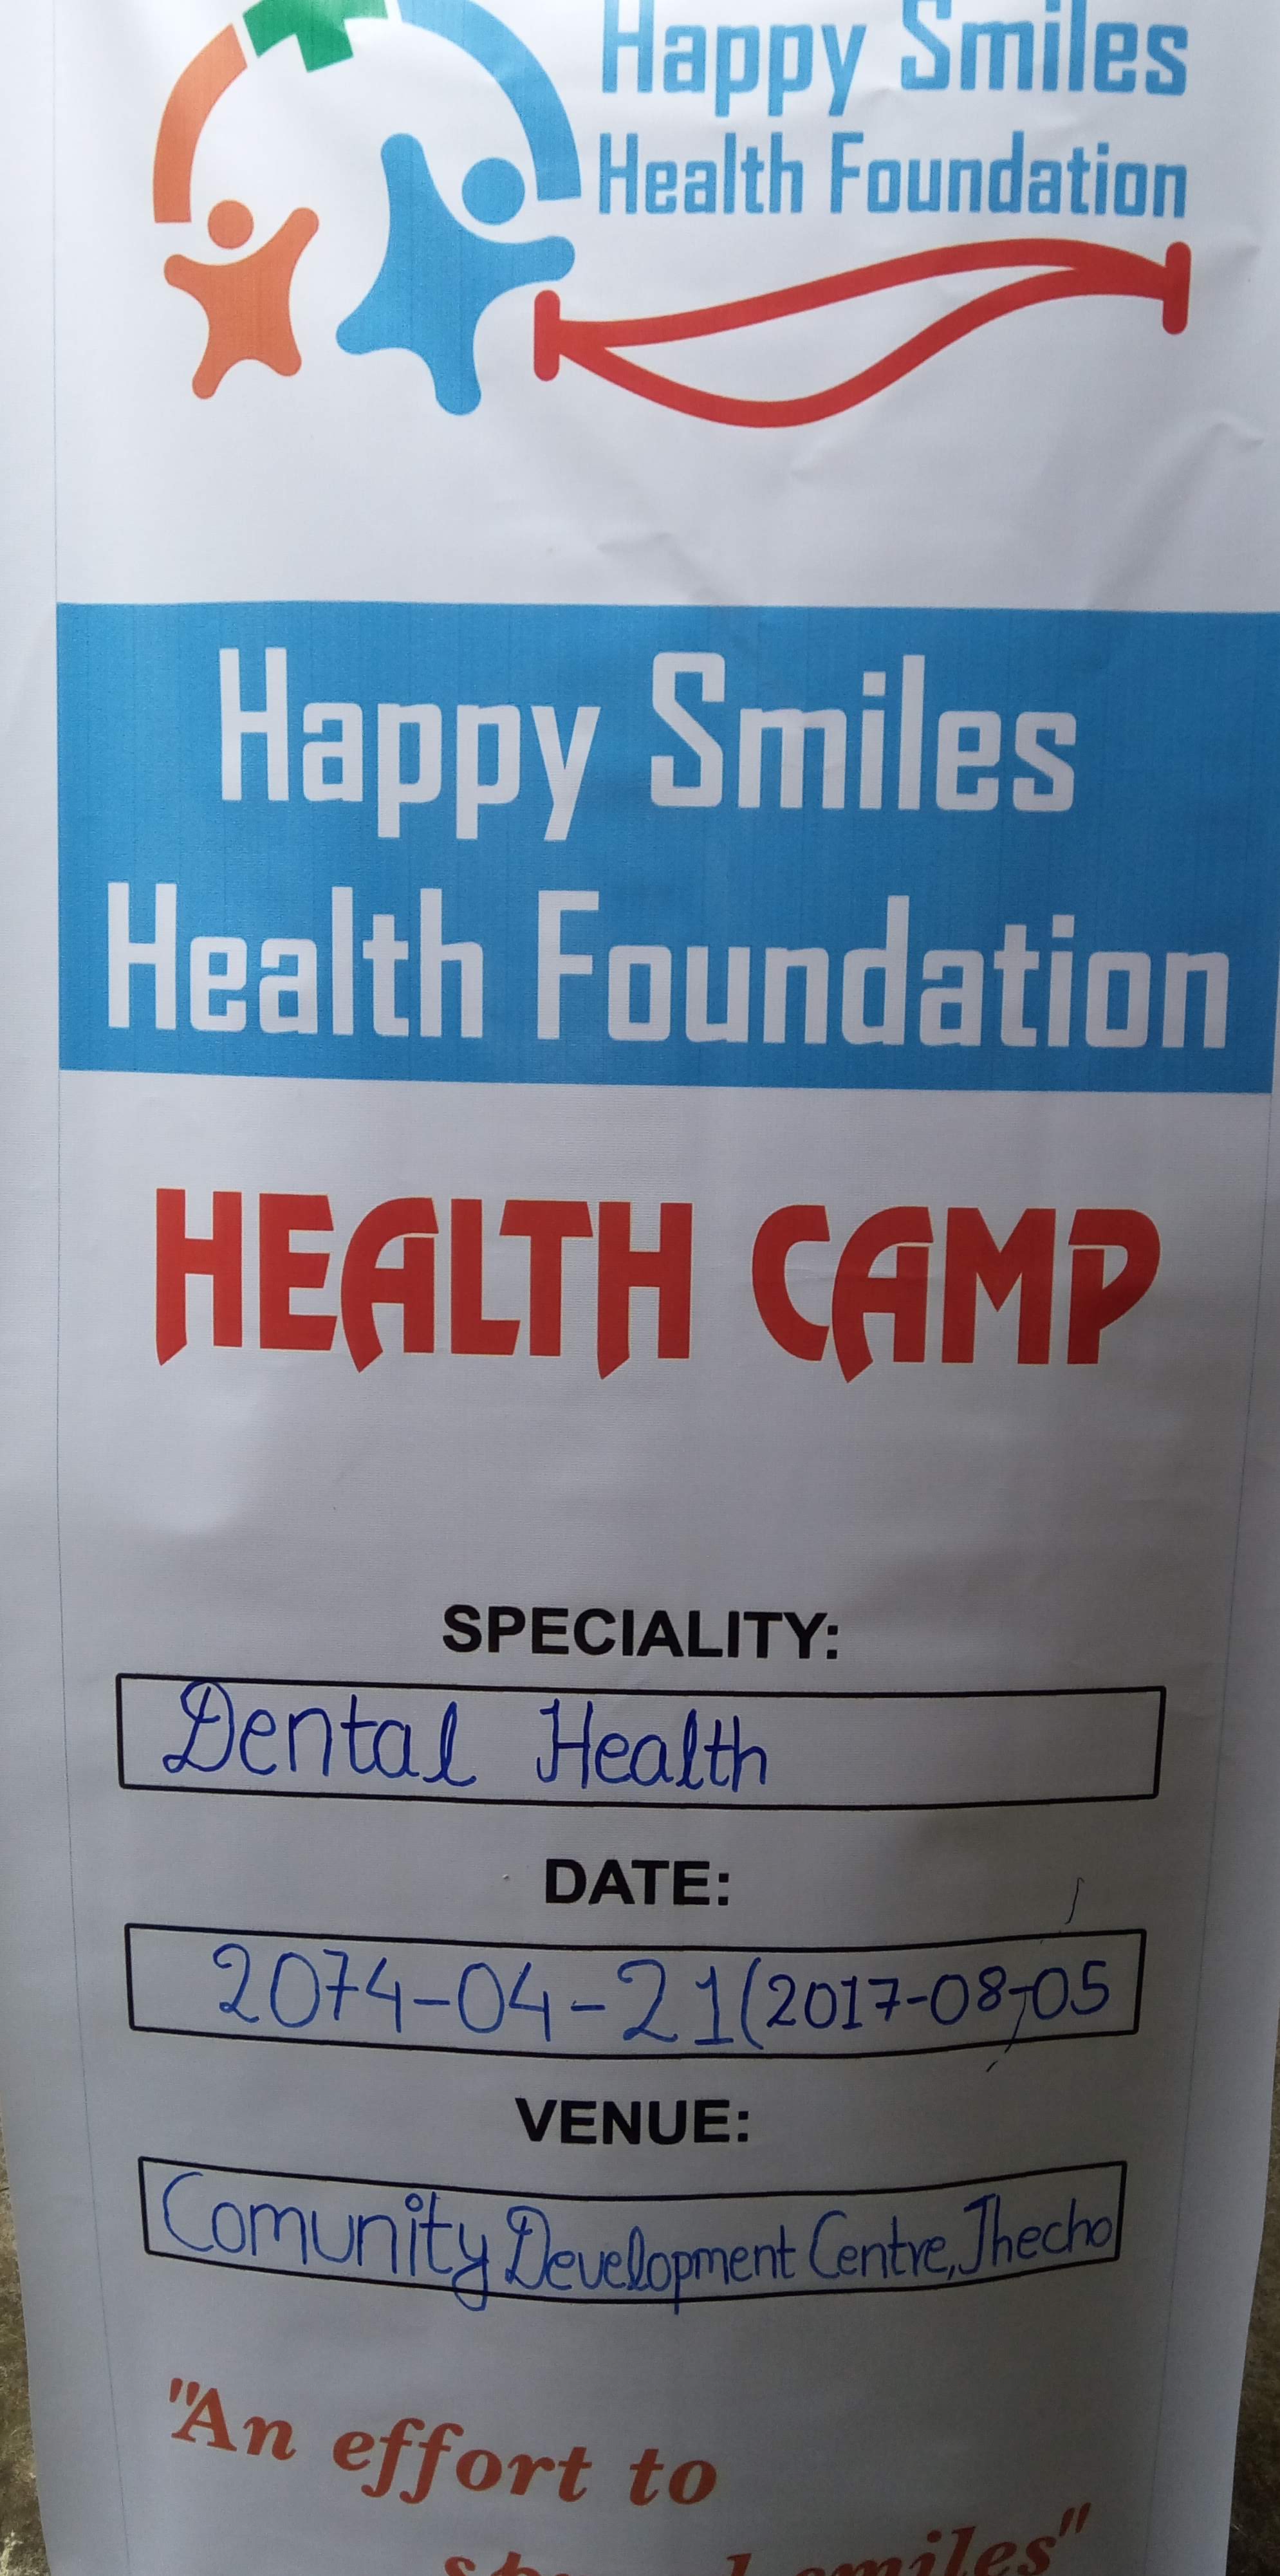 Happy Smiles
Health Foundation
Happy Smiles
Health Foundation
HEALTH CAMP
SPECIALITY:
Dental Health
DATE:
2074-04-21(2017-08-05
VENUE:
Comunity Development Centre, Jhecho
"An effort to
smiles"